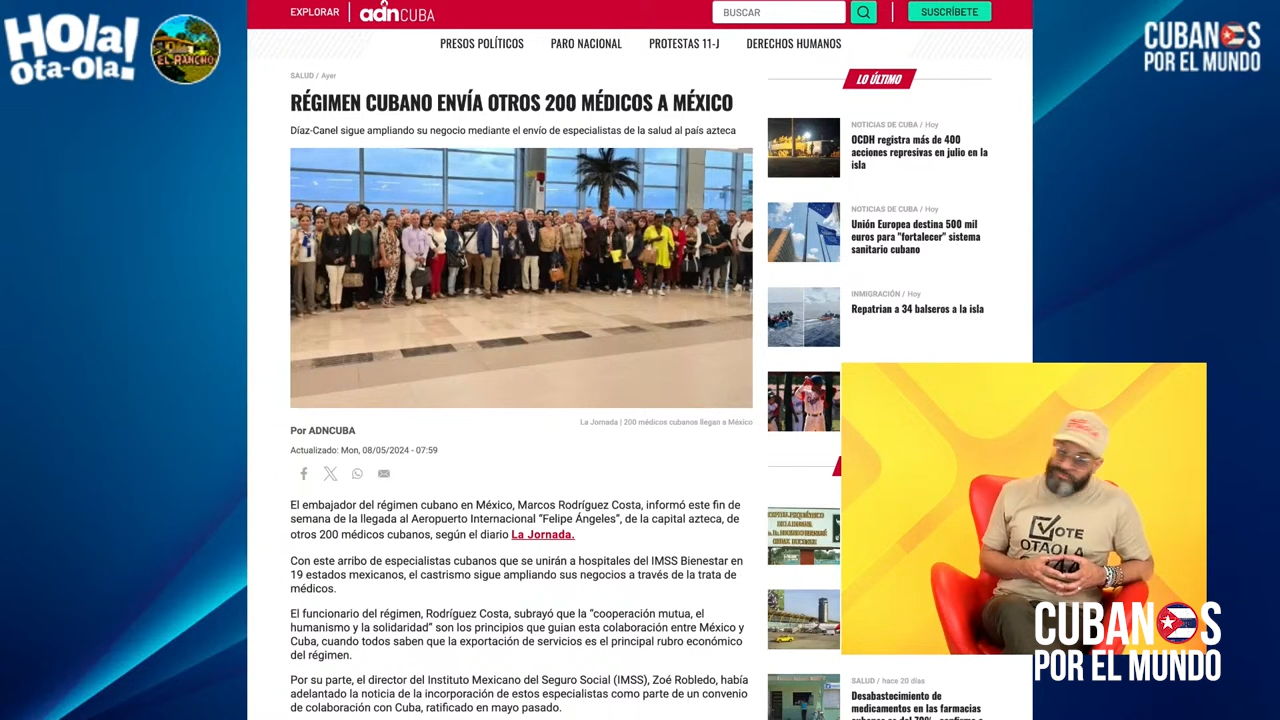 Hola!
Ota-Ola!
EL RANCHO
EXPLORAR
adn CUBA
BUSCAR
SUSCRÍBETE
CUBANOS
POR EL MUNDO
PRESOS POLÍTICOS
PARO NACIONAL
PROTESTAS 11-J
DERECHOS HUMANOS
SALUD / Ayer
RÉGIMEN CUBANO ENVÍA OTROS 200 MÉDICOS A MÉXICO
Díaz-Canel sigue ampliando su negocio mediante el envío de especialistas de la salud al país azteca
La Jornada | 200 médicos cubanos llegan a México
Por ADNCUBA
Actualizado: Mon, 08/05/2024 - 07:59
El embajador del régimen cubano en México, Marcos Rodríguez Costa, informó este fin de
semana de la llegada al Aeropuerto Internacional “Felipe Ángeles”, de la capital azteca, de
otros 200 médicos cubanos, según el diario La Jornada.
Con este arribo de especialistas cubanos que se unirán a hospitales del IMSS Bienestar en
19 estados mexicanos, el castrismo sigue ampliando sus negocios a través de la trata de
médicos.
El funcionario del régimen, Rodríguez Costa, subrayó que la “cooperación mutua, el
humanismo y la solidaridad” son los principios que guian esta colaboración entre México y
Cuba, cuando todos saben que la exportación de servicios es el principal rubro económico
del régimen.
Por su parte, el director del Instituto Mexicano del Seguro Social (IMSS), Zoé Robledo, había
adelantado la noticia de la incorporación de estos especialistas como parte de un convenio
de colaboración con Cuba, ratificado en mayo pasado.
LO ÚLTIMO
NOTICIAS DE CUBA / Hoy
OCDH registra más de 400
acciones represivas en julio en la
isla
NOTICIAS DE CUBA / Hoy
Unión Europea destina 500 mil
euros para "fortalecer" sistema
sanitario cubano
INMIGRACIÓN / Hoy
Repatrian a 34 balseros a la isla
VOTE
OTAOLA
CUBANOS
POR EL MUNDO
SALUD / hace 20 días
Desabastecimiento de
medicamentos en las farmacias